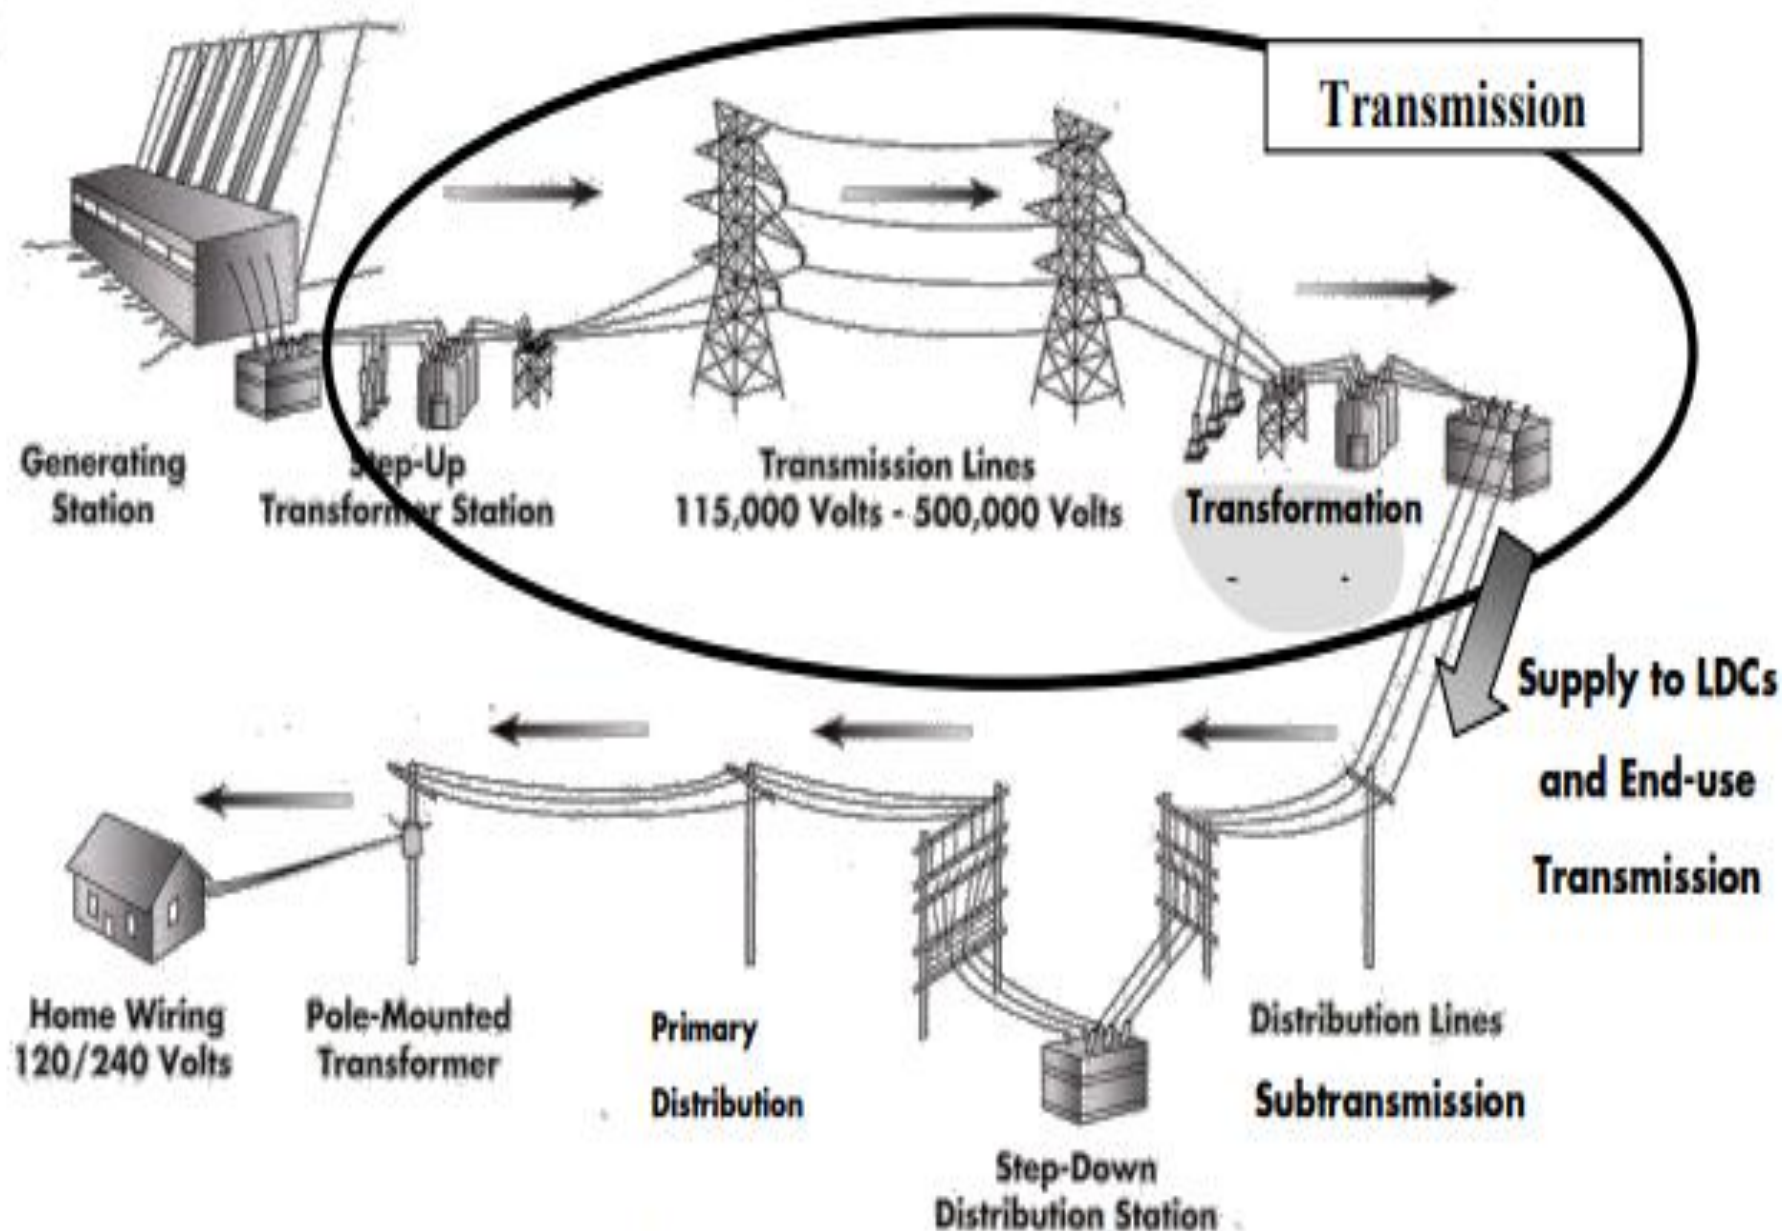 Transmission
Generating
Station
Step-Up
Transformer Station
Transmission Lines
115,000 Volts - 500,000 Volts
Transformation
Supply to LDCs
and End-use
Transmission
Home Wiring
120/240 Volts
Pole-Mounted
Transformer
Primary
Distribution
Step-Down
Distribution Station
Distribution Lines
Subtransmission